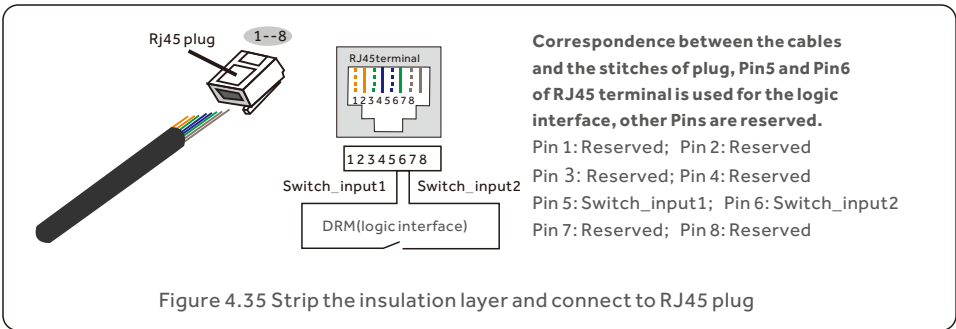 Rj45 plug
1--8
RJ45terminal
12345678
12345678
Switch_input1 Switch_input2
DRM(logic interface)
Correspondence between the cables
and the stitches of plug, Pin5 and Pin6
of RJ45 terminal is used for the logic
interface, other Pins are reserved.
Pin 1: Reserved; Pin 2: Reserved
Pin 3: Reserved; Pin 4: Reserved
Pin 5: Switch_input1; Pin 6: Switch_input2
Pin 7: Reserved; Pin 8: Reserved
Figure 4.35 Strip the insulation layer and connect to RJ45 plug